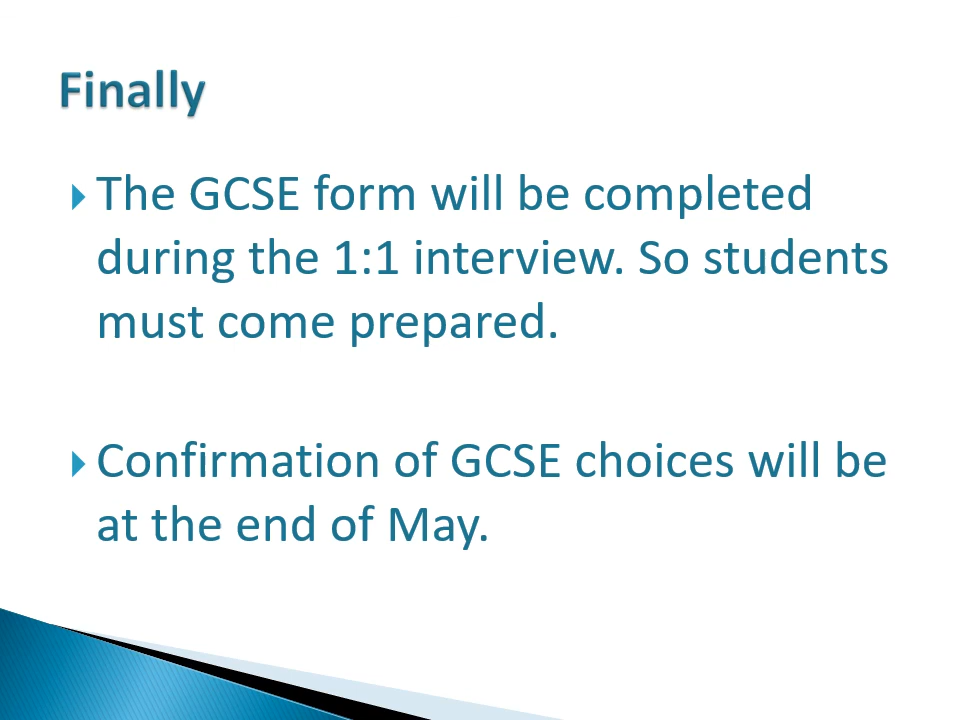 Finally
The GCSE form will be completed
during the 1:1 interview. So students
must come prepared.
Confirmation of GCSE choices will be
at the end of May.